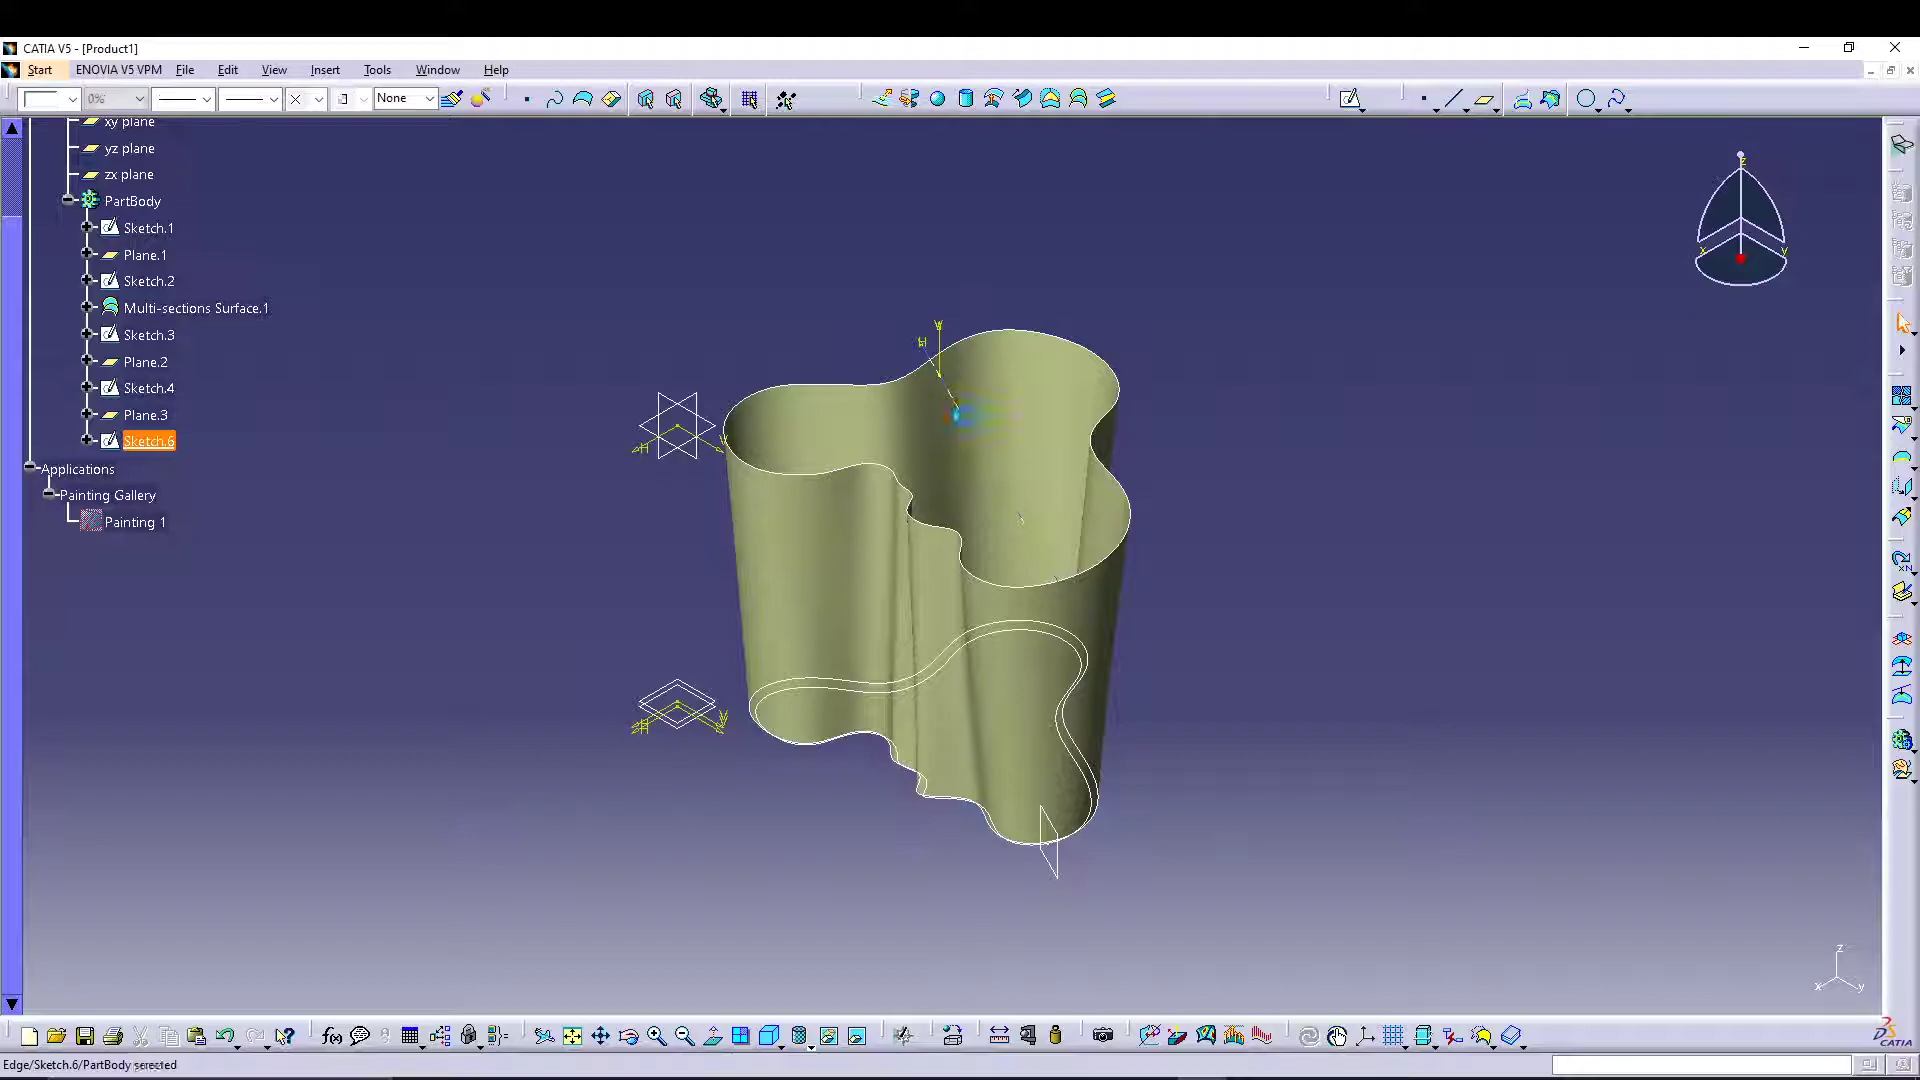 CATIA V5 - [Product1]
Start ENOVIA V5 VPM File Edit View Insert Tools Window Help
0% None
xy plane
yz plane
zx plane
PartBody
Sketch.1
Plane.1
Sketch.2
Multi-sections Surface.1
Sketch.3
Plane.2
Sketch.4
Plane.3
Sketch.6
Applications
Painting Gallery
Painting 1
z
x y
V
H
H V
H V
z
x y
f(x)
CATIA
Edge/Sketch.6/PartBody selected